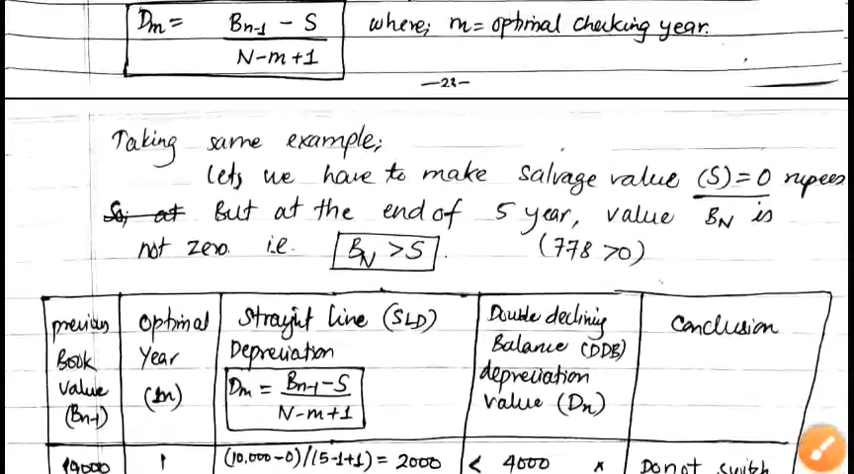 Dm = Bn-1 - S / N-m+1 where; m= optimal checking year.
-22-
Taking same example;
Lets we have to make salvage value (S)=0 rupees
So, at But at the end of 5 year, value BN is
not zero. i.e. BN >S. (778 >0)
previous Book value (Bn-1) | optimal Year (m) | Straight Line (SLD) Depreciation Dm = Bn-1-S / N-m+1 | Double declining Balance (DDB) depreciation value (Dn) | Conclusion
10000 | 1 | (10,000-0)/(5-1+1) = 2000 | < 4000 x | Do not switch